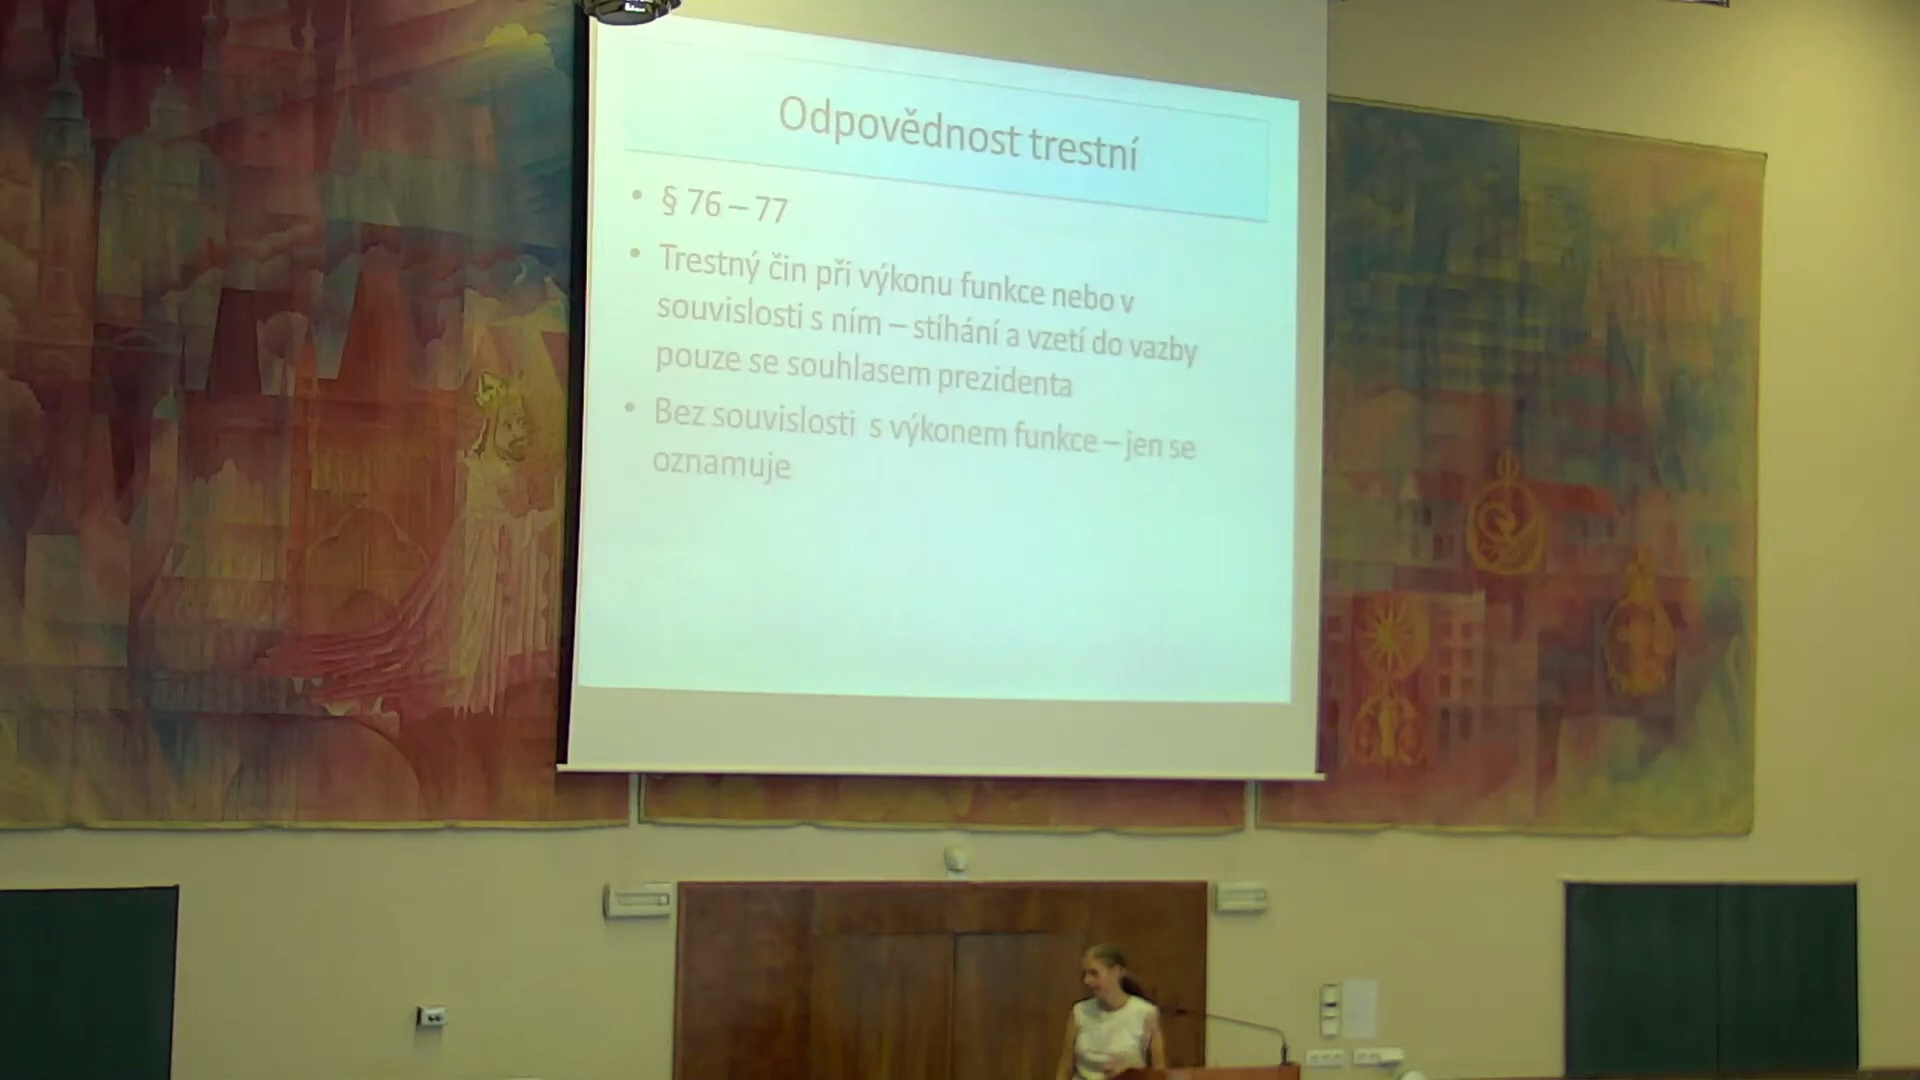 Odpovědnost trestní
• § 76 – 77
• Trestný čin při výkonu funkce nebo v
souvislosti s ním – stíhání a vzetí do vazby
pouze se souhlasem prezidenta
• Bez souvislosti s výkonem funkce – jen se
oznamuje